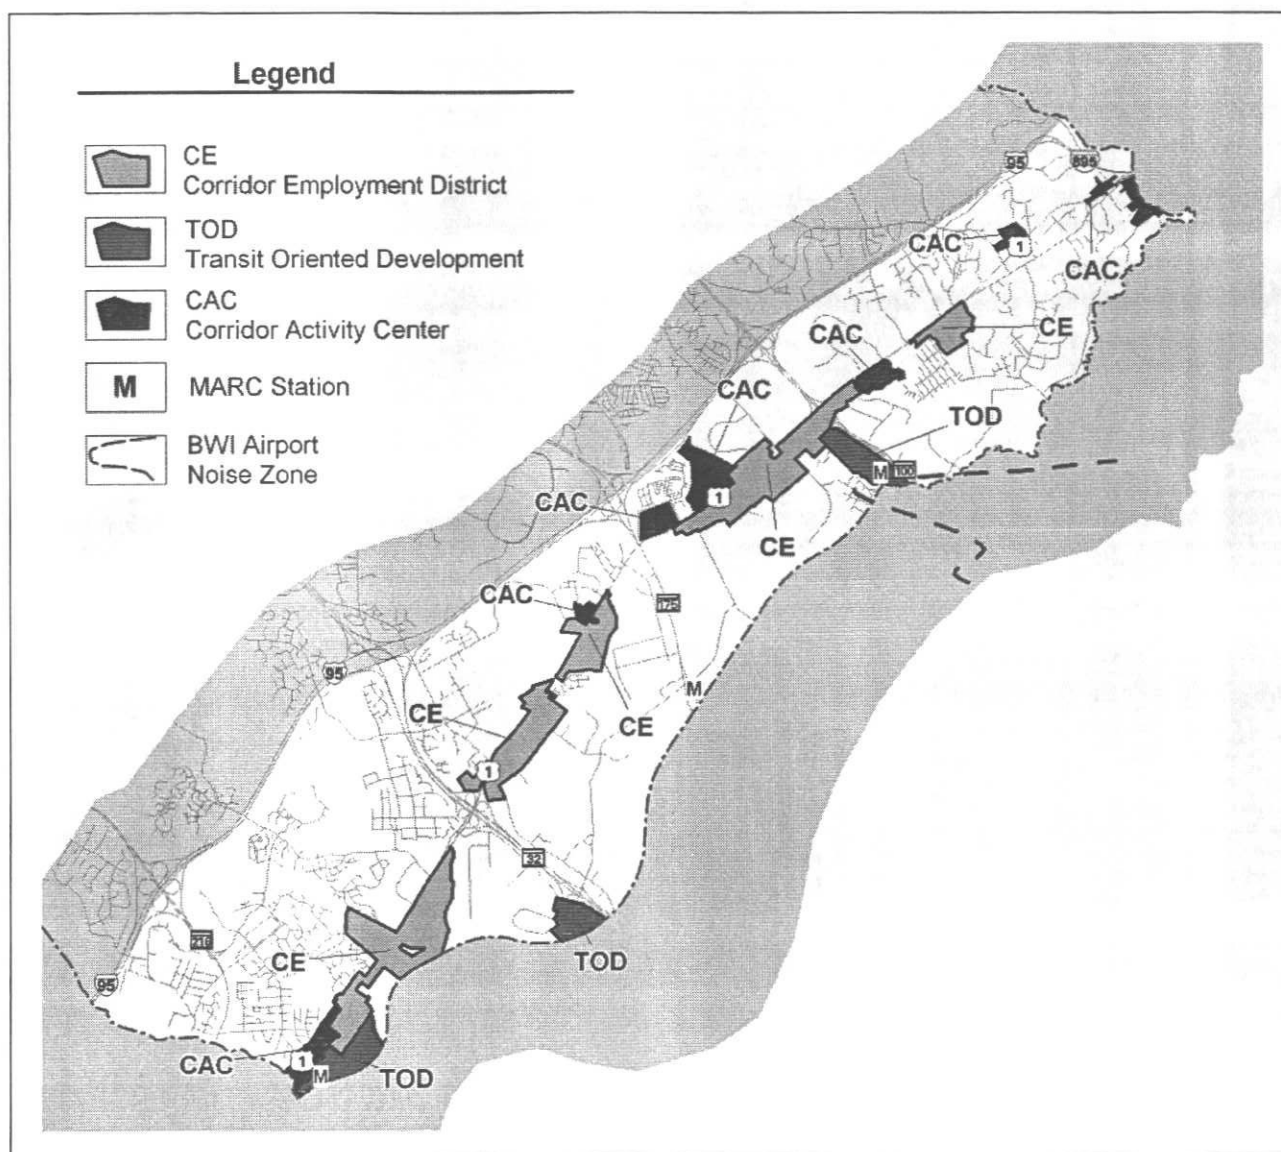 Legend
CE
Corridor Employment District
TOD
Transit Oriented Development
CAC
Corridor Activity Center
M
MARC Station
BWI Airport
Noise Zone
95
895
CAC
1
CAC
CAC
CE
CAC
TOD
M
100
CAC
1
CE
CAC
175
95
M
CE
CE
1
32
216
CE
TOD
95
CAC
1
M
TOD